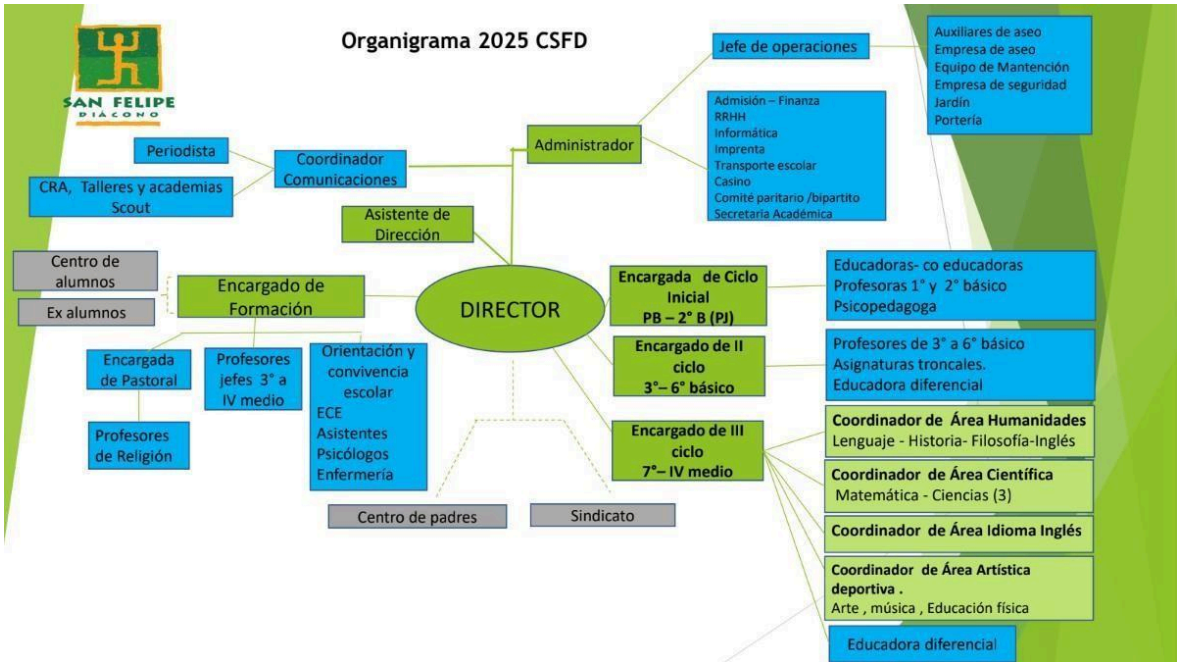 Organigrama 2025 CSFD
SAN FELIPE
DIÁCONO
Jefe de operaciones
Auxiliares de aseo
Empresa de aseo
Equipo de Mantención
Empresa de seguridad
Jardín
Portería
Administrador
Admisión – Finanza
RRHH
Informática
Imprenta
Transporte escolar
Casino
Comité paritario /bipartito
Secretaria Académica
Periodista
CRA, Talleres y academias
Scout
Coordinador
Comunicaciones
Asistente de
Dirección
Centro de
alumnos
Ex alumnos
Encargado de
Formación
DIRECTOR
Encargada de Ciclo
Inicial
PB – 2° B (PJ)
Educadoras- co educadoras
Profesoras 1° y 2° básico
Psicopedagoga
Encargado de II
ciclo
3°– 6° básico
Profesores de 3° a 6° básico
Asignaturas troncales.
Educadora diferencial
Encargada
de Pastoral
Profesores
jefes 3° a
IV medio
Orientación y
convivencia
escolar
ECE
Asistentes
Psicólogos
Enfermería
Profesores
de Religión
Encargado de III
ciclo
7°– IV medio
Coordinador de Área Humanidades
Lenguaje - Historia- Filosofía-Inglés
Coordinador de Área Científica
Matemática - Ciencias (3)
Coordinador de Área Idioma Inglés
Coordinador de Área Artística
deportiva .
Arte , música , Educación física
Educadora diferencial
Centro de padres
Sindicato